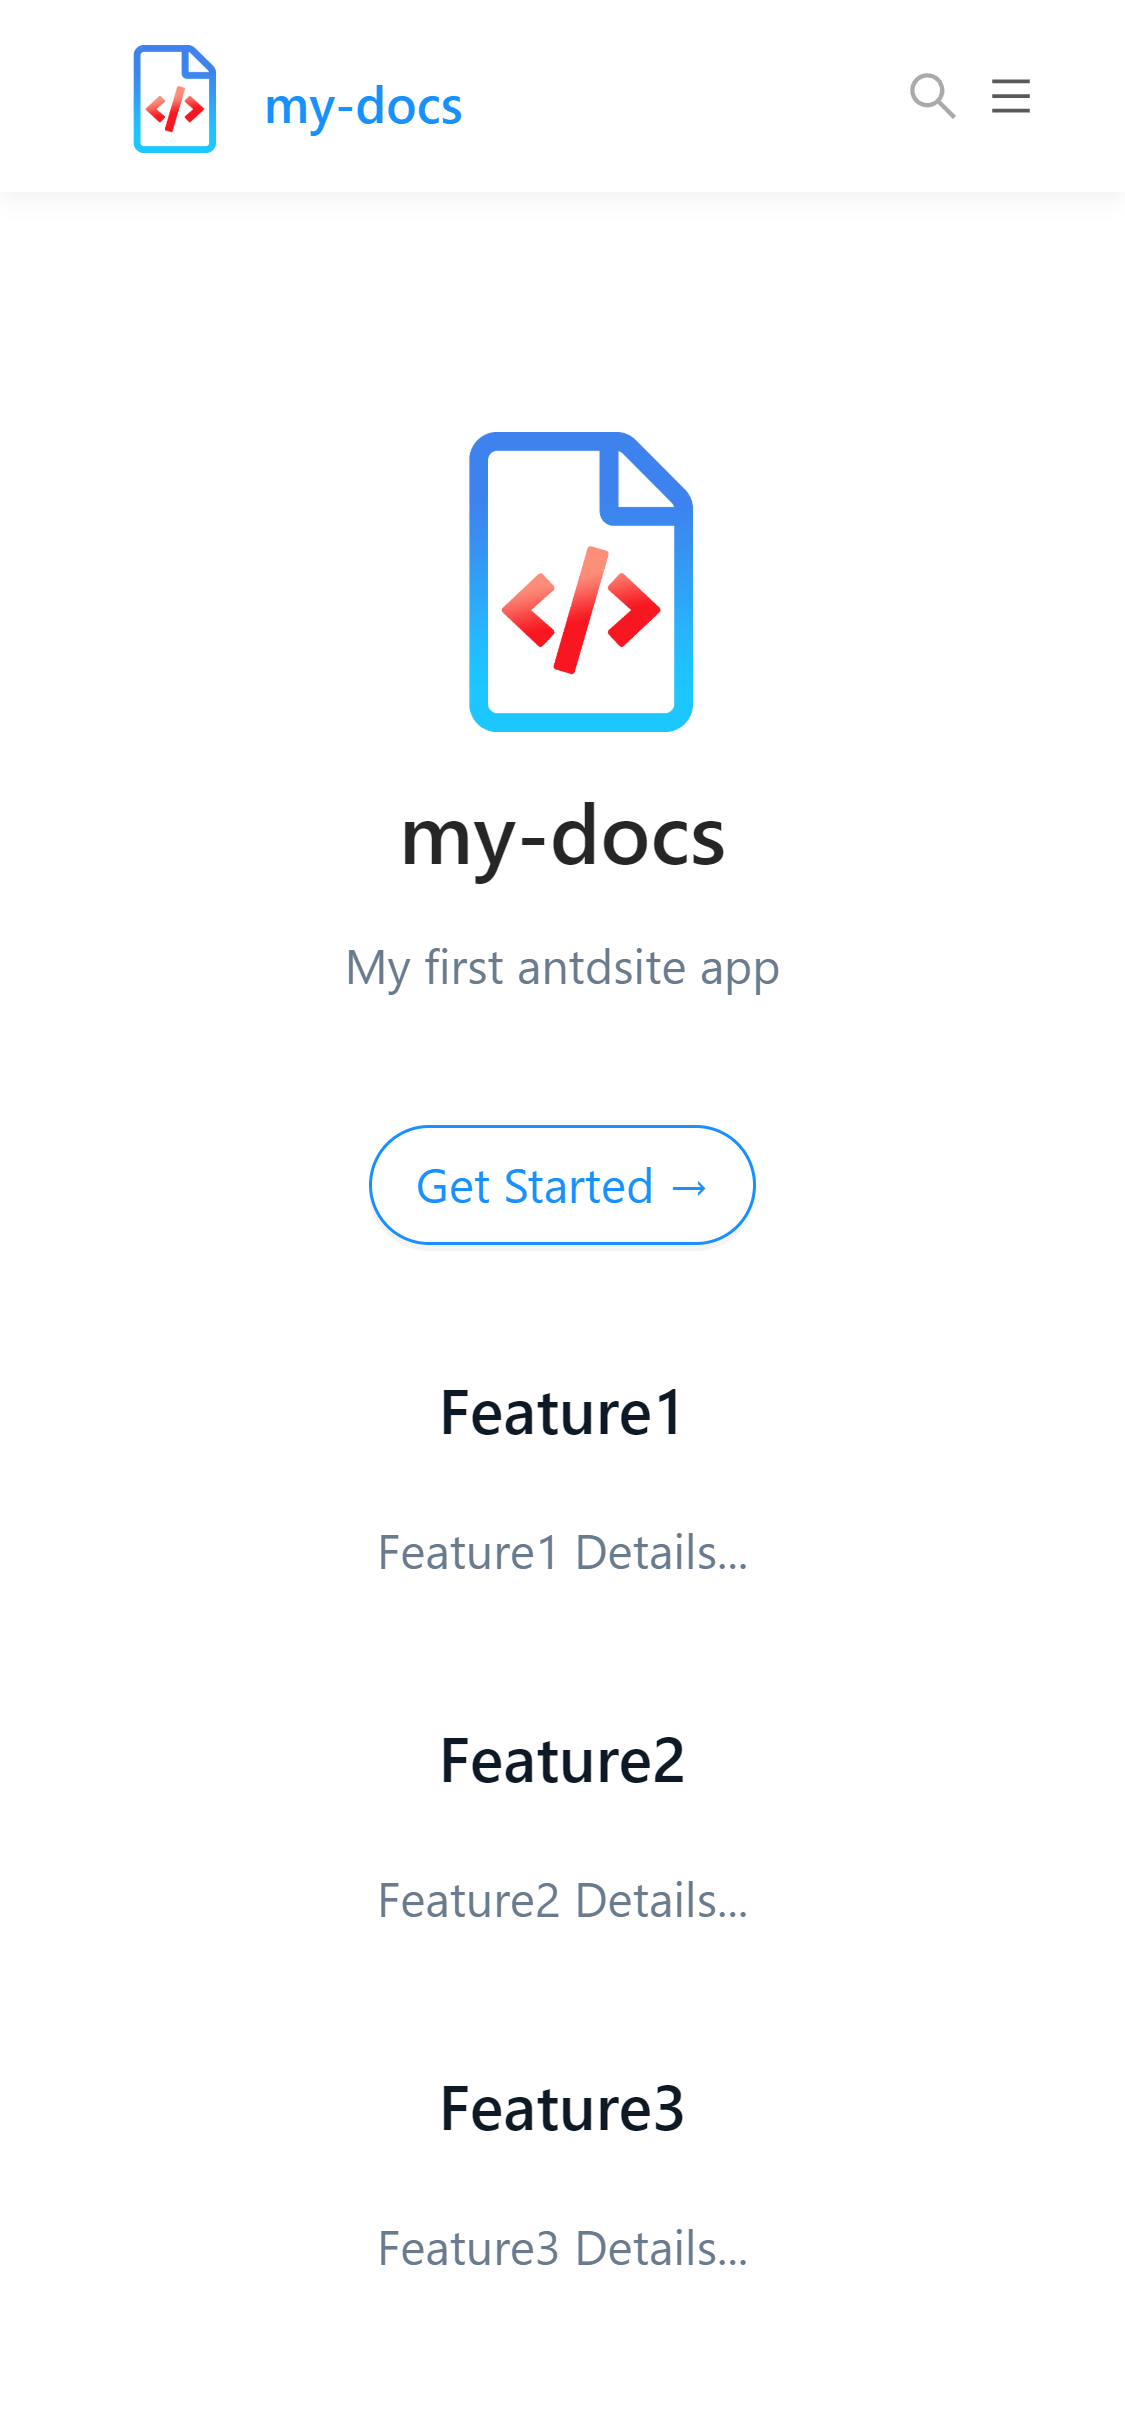 my-docs
my-docs
My first antdsite app
Get Started →
Feature1
Feature1 Details...
Feature2
Feature2 Details...
Feature3
Feature3 Details...